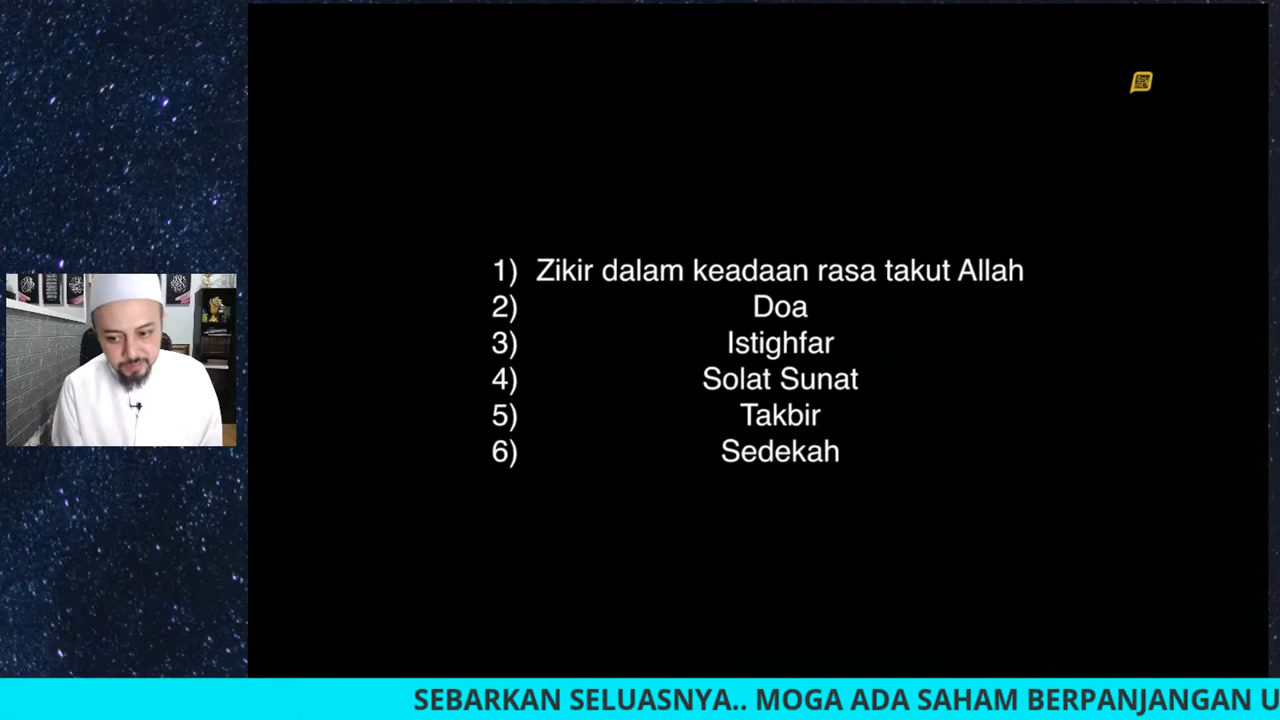 1) Zikir dalam keadaan rasa takut Allah
2) Doa
3) Istighfar
4) Solat Sunat
5) Takbir
6) Sedekah
SEBARKAN SELUASNYA.. MOGA ADA SAHAM BERPANJANGAN U